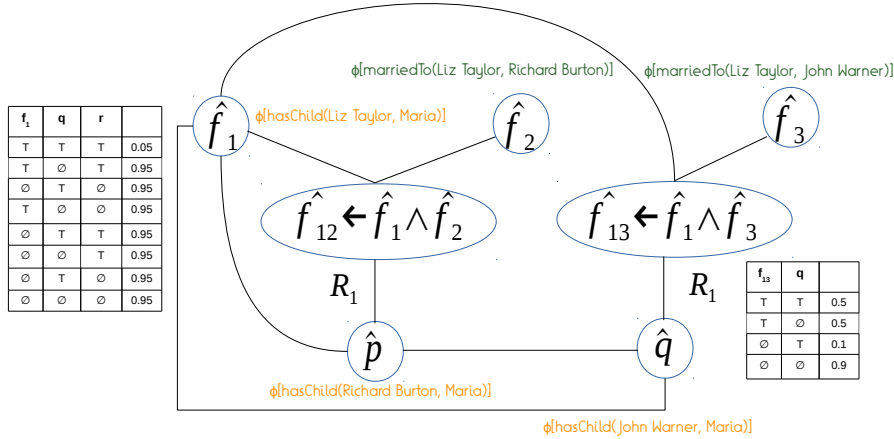 ϕ[marriedTo(Liz Taylor, Richard Burton)]
ϕ[marriedTo(Liz Taylor, John Warner)]
ϕ[hasChild(Liz Taylor, Maria)]
f̂₁
f̂₂
f̂₃
f₁ q r
T T T 0.05
T ∅ T 0.95
∅ T ∅ 0.95
T ∅ ∅ 0.95
∅ T T 0.95
∅ ∅ T 0.95
∅ T ∅ 0.95
∅ ∅ ∅ 0.95
f̂₁₂ ← f̂₁ ∧ f̂₂
f̂₁₃ ← f̂₁ ∧ f̂₃
R₁
R₁
f₁₃ q
T T 0.5
T ∅ 0.5
∅ T 0.1
∅ ∅ 0.9
p̂
q̂
ϕ[hasChild(Richard Burton, Maria)]
ϕ[hasChild(John Warner, Maria)]